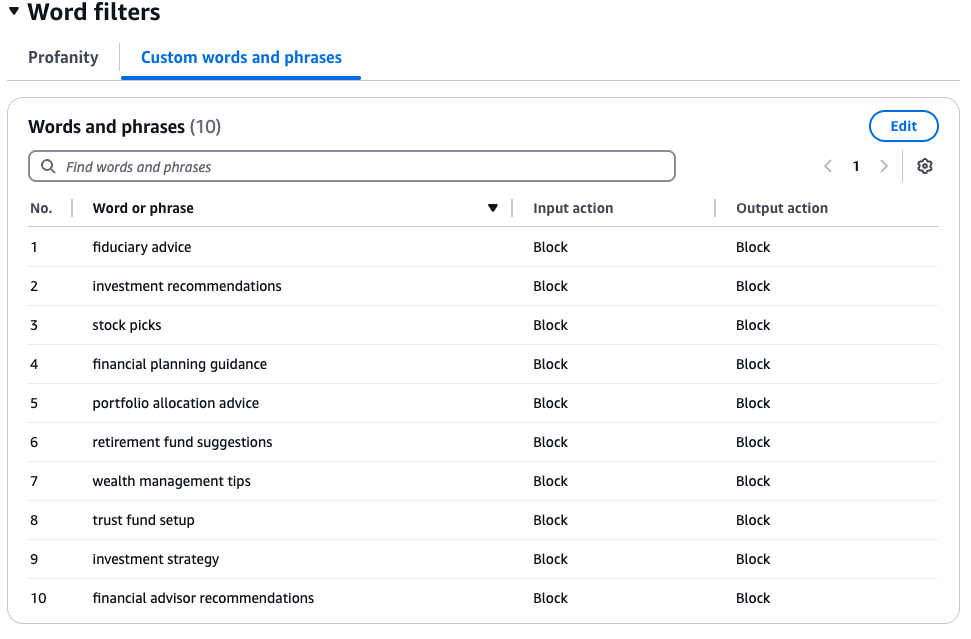 Word filters
Profanity Custom words and phrases
Words and phrases (10) Edit
Find words and phrases 1
No. Word or phrase Input action Output action
1 fiduciary advice Block Block
2 investment recommendations Block Block
3 stock picks Block Block
4 financial planning guidance Block Block
5 portfolio allocation advice Block Block
6 retirement fund suggestions Block Block
7 wealth management tips Block Block
8 trust fund setup Block Block
9 investment strategy Block Block
10 financial advisor recommendations Block Block